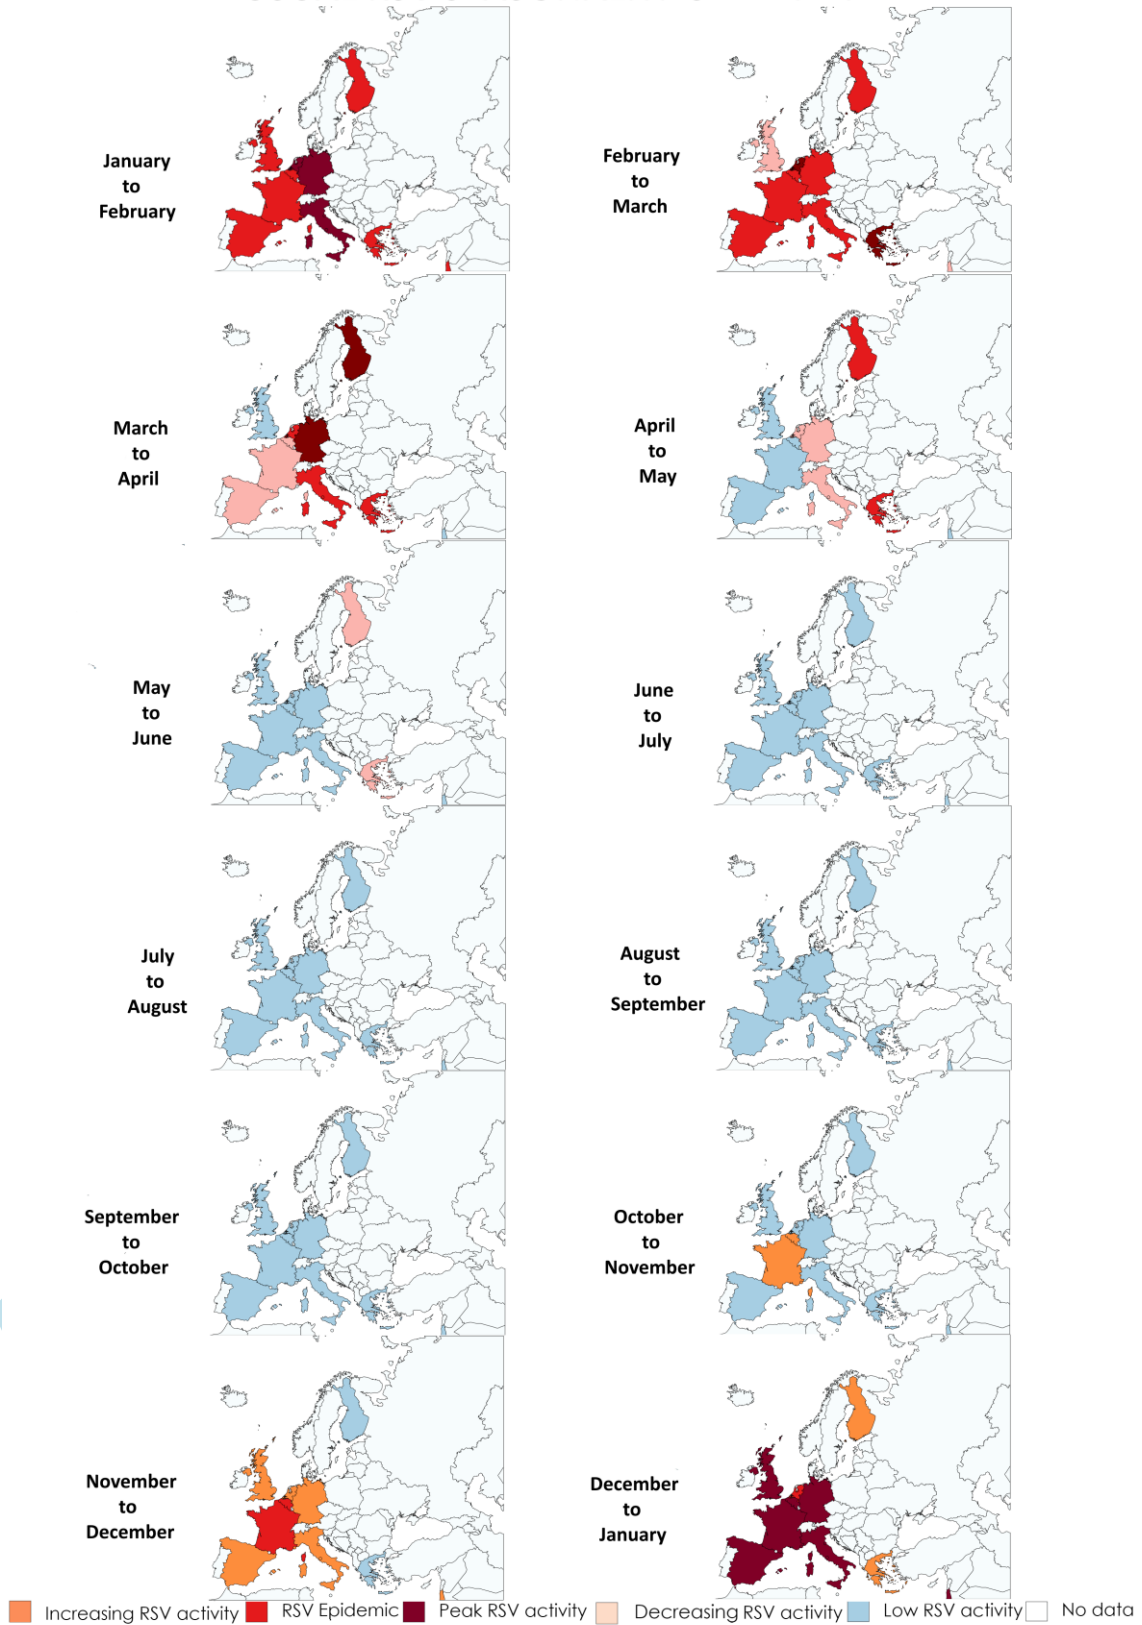 January
to
February
February
to
March
March
to
April
April
to
May
May
to
June
June
to
July
July
to
August
August
to
September
September
to
October
October
to
November
November
to
December
December
to
January
Increasing RSV activity RSV Epidemic Peak RSV activity Decreasing RSV activity Low RSV activity No data